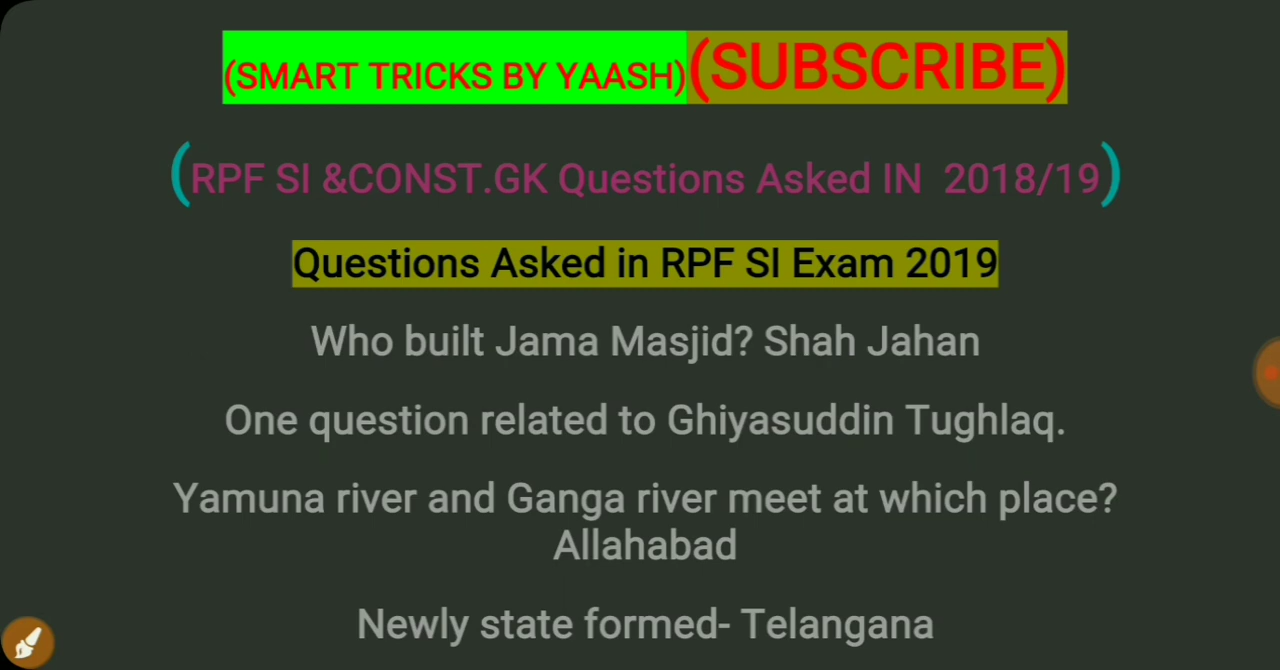 (SMART TRICKS BY YAASH)(SUBSCRIBE)
(RPF SI &CONST.GK Questions Asked IN 2018/19)
Questions Asked in RPF SI Exam 2019
Who built Jama Masjid? Shah Jahan
One question related to Ghiyasuddin Tughlaq.
Yamuna river and Ganga river meet at which place?
Allahabad
Newly state formed- Telangana